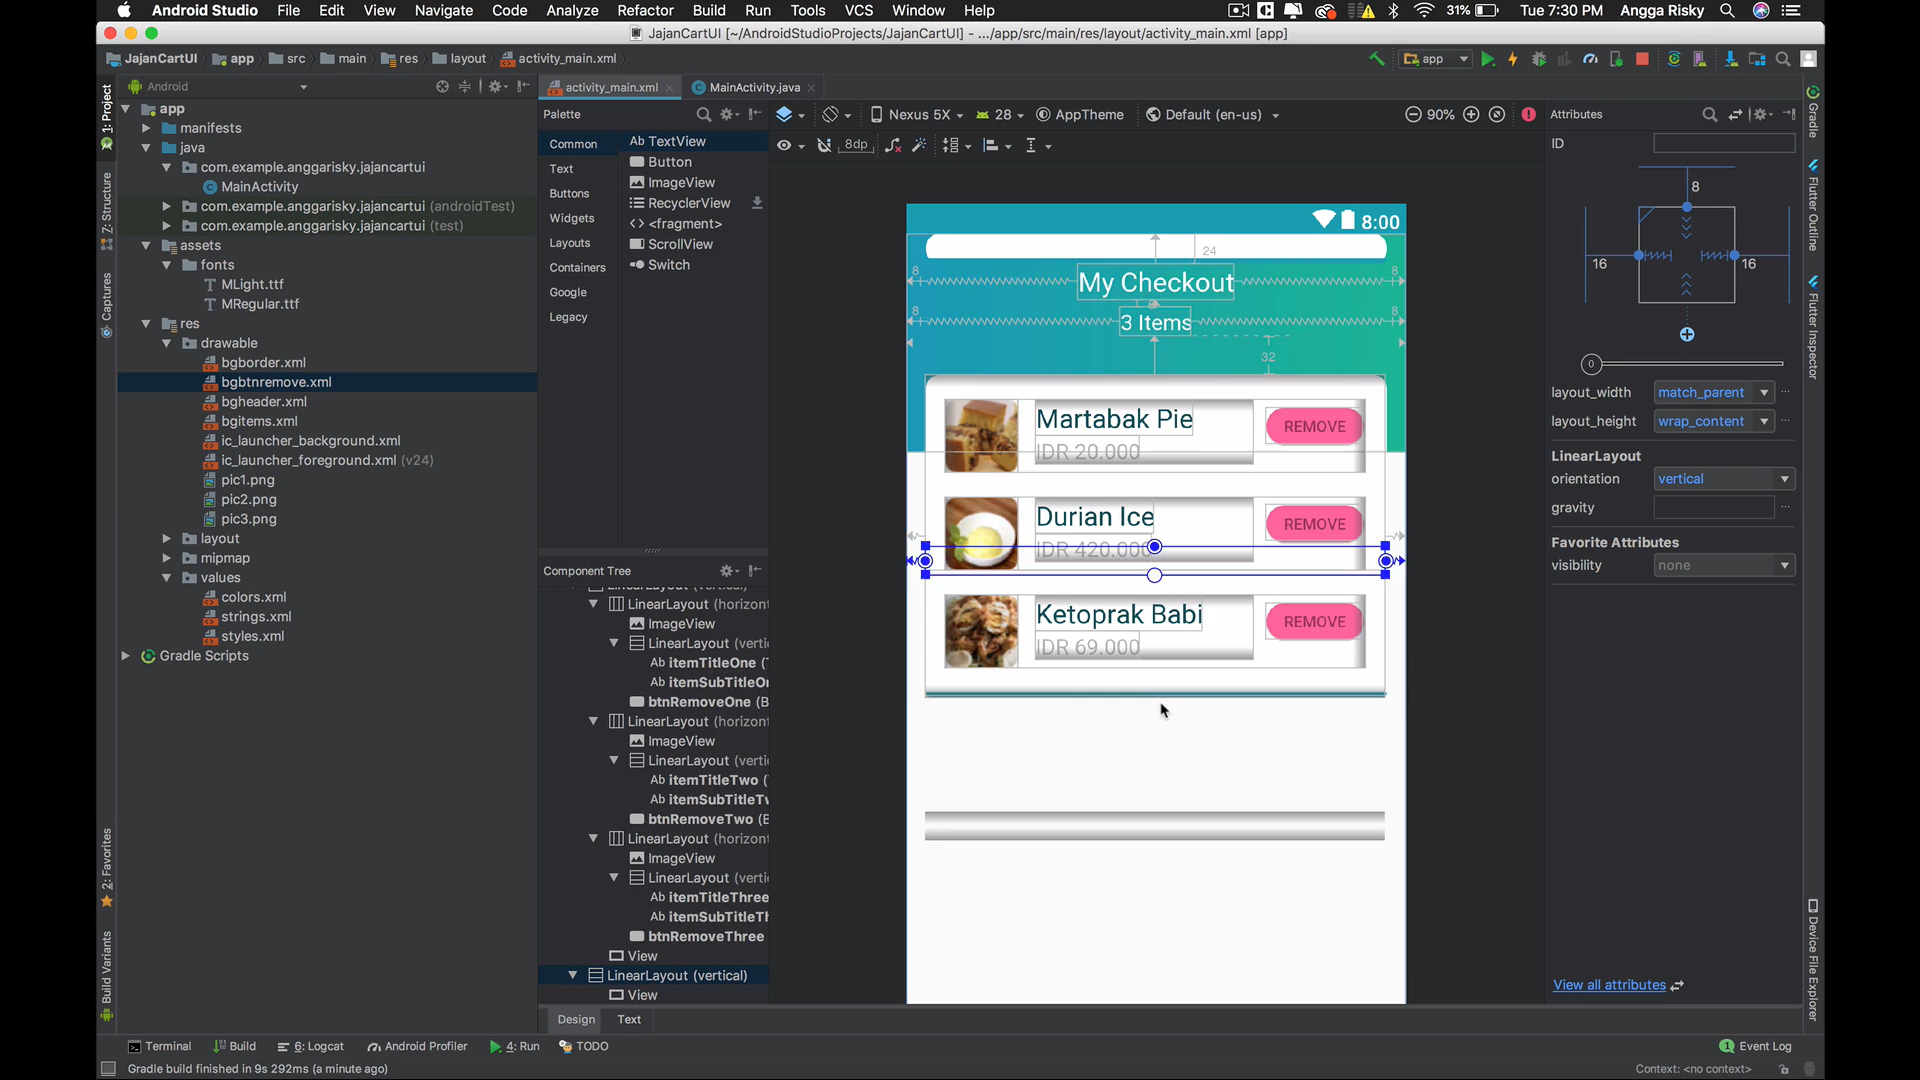 Android Studio File Edit View Navigate Code Analyze Refactor Build Run Tools VCS Window Help 31% Tue 7:30 PM Angga Risky
JajanCartUI [~/AndroidStudioProjects/JajanCartUI] - .../app/src/main/res/layout/activity_main.xml [app]
JajanCartUI app src main res layout activity_main.xml app
1: Project
Z: Structure
Captures
2: Favorites
Build Variants
Android
app
manifests
java
com.example.anggarisky.jajancartui
MainActivity
com.example.anggarisky.jajancartui (androidTest)
com.example.anggarisky.jajancartui (test)
assets
fonts
MLight.ttf
MRegular.ttf
res
drawable
bgborder.xml
bgbtnremove.xml
bgheader.xml
bgitems.xml
ic_launcher_background.xml
ic_launcher_foreground.xml (v24)
pic1.png
pic2.png
pic3.png
layout
mipmap
values
colors.xml
strings.xml
styles.xml
Gradle Scripts
activity_main.xml MainActivity.java
Palette
Common
Text
Buttons
Widgets
Layouts
Containers
Google
Legacy
Ab TextView
Button
ImageView
RecyclerView
<fragment>
ScrollView
Switch
Component Tree
LinearLayout (horizont
ImageView
LinearLayout (vertic
Ab itemTitleOne (T
Ab itemSubTitleOn
btnRemoveOne (B
LinearLayout (horizont
ImageView
LinearLayout (vertic
Ab itemTitleTwo (
Ab itemSubTitleTw
btnRemoveTwo (B
LinearLayout (horizont
ImageView
LinearLayout (vertic
Ab itemTitleThree
Ab itemSubTitleTh
btnRemoveThree
View
LinearLayout (vertical)
View
Nexus 5X 28 AppTheme Default (en-us) 90%
8dp
8:00
24
8 My Checkout 8
8 3 Items 8
32
Martabak Pie
IDR 20.000
REMOVE
Durian Ice
IDR 420.000
REMOVE
Ketoprak Babi
IDR 69.000
REMOVE
Attributes
ID
8
16 16
0
layout_width match_parent
layout_height wrap_content
LinearLayout
orientation vertical
gravity
Favorite Attributes
visibility none
View all attributes
Gradle
Flutter Outline
Flutter Inspector
Device File Explorer
Design Text
Terminal Build 6: Logcat Android Profiler 4: Run TODO 1 Event Log
Gradle build finished in 9s 292ms (a minute ago) Context: <no context>